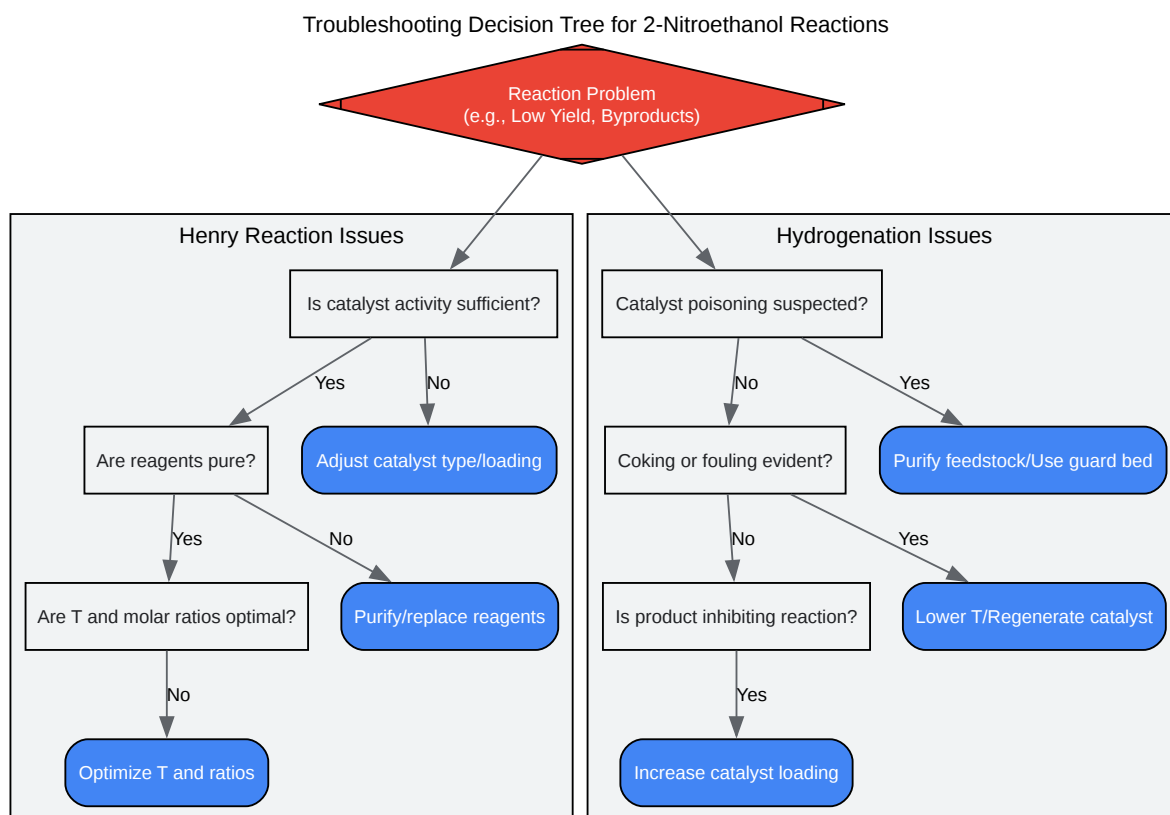 Troubleshooting Decision Tree for 2-Nitroethanol Reactions
Reaction Problem
(e.g., Low Yield, Byproducts)
Henry Reaction Issues
Is catalyst activity sufficient?
Yes
No
Are reagents pure?
Adjust catalyst type/loading
Yes
No
Are T and molar ratios optimal?
Purify/replace reagents
No
Optimize T and ratios
Hydrogenation Issues
Catalyst poisoning suspected?
No
Yes
Coking or fouling evident?
Purify feedstock/Use guard bed
No
Yes
Is product inhibiting reaction?
Lower T/Regenerate catalyst
Yes
Increase catalyst loading